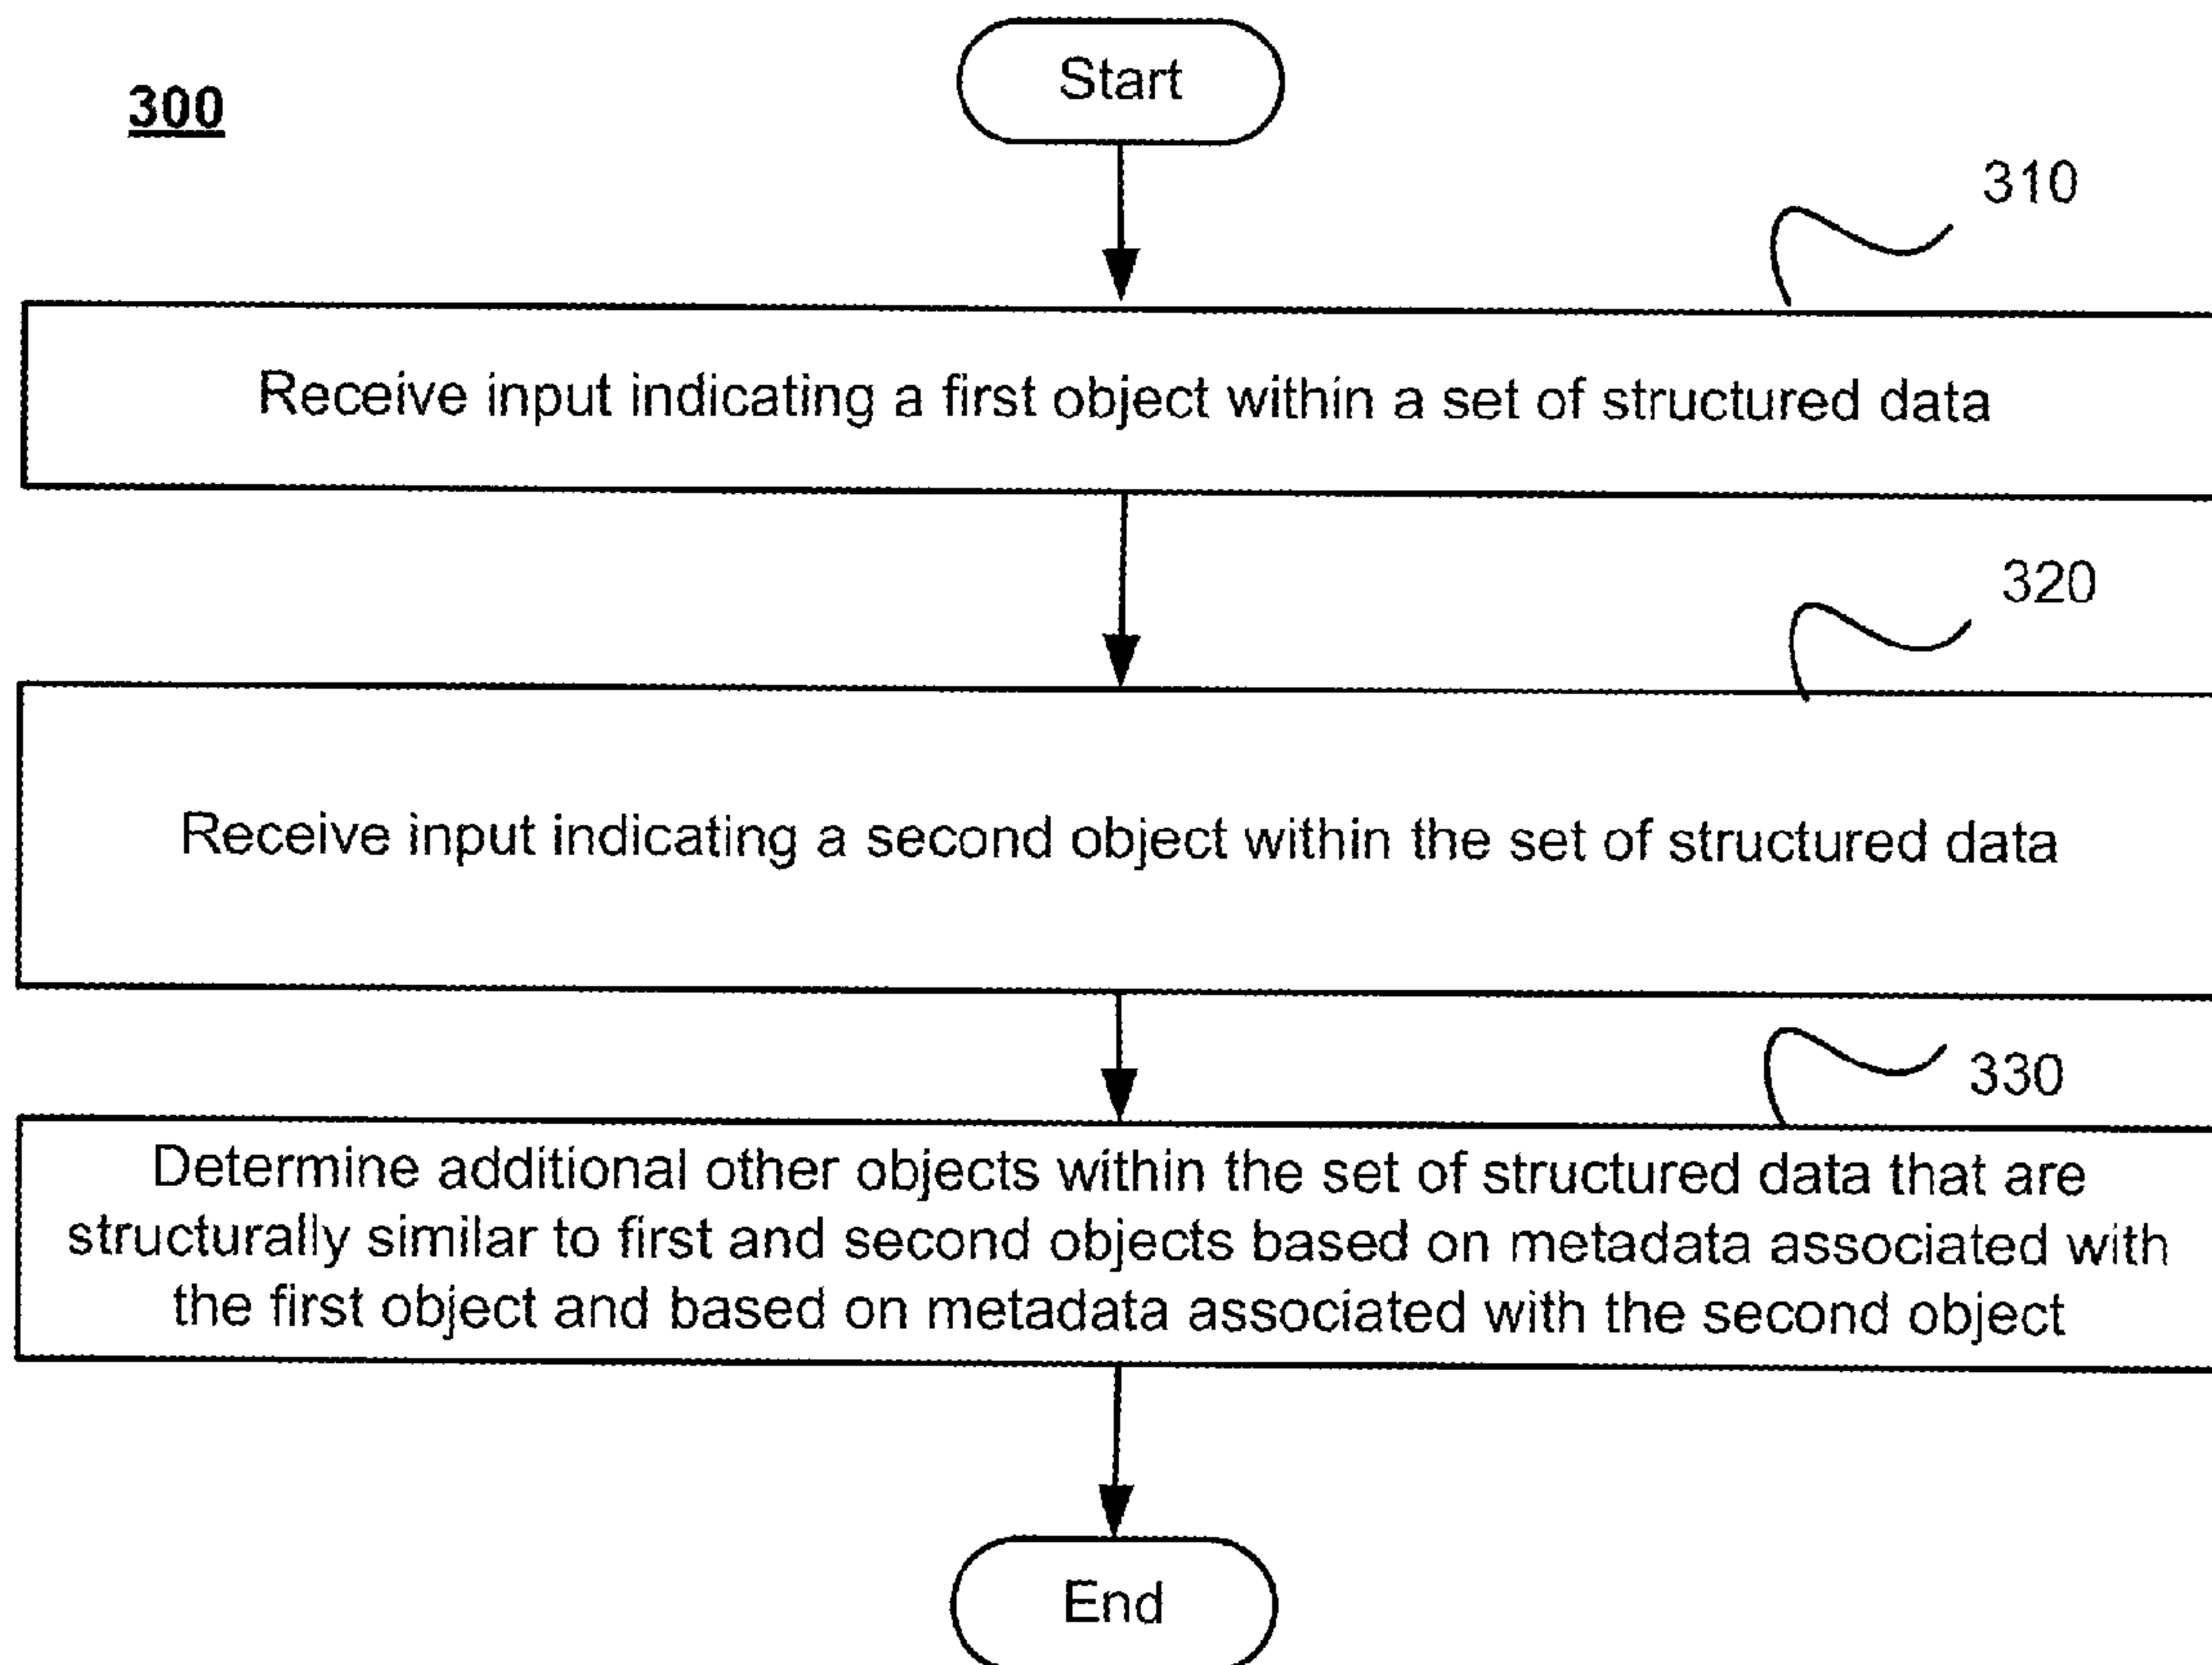 Start
300
310
Receive input indicating a first object within a set of structured data
320
Receive input indicating a second object within the set of structured data
330
Determine additional other objects within the set of structured data that are
structurally similar to first and second objects based on metadata associated with
the first object and based on metadata associated with the second object
End